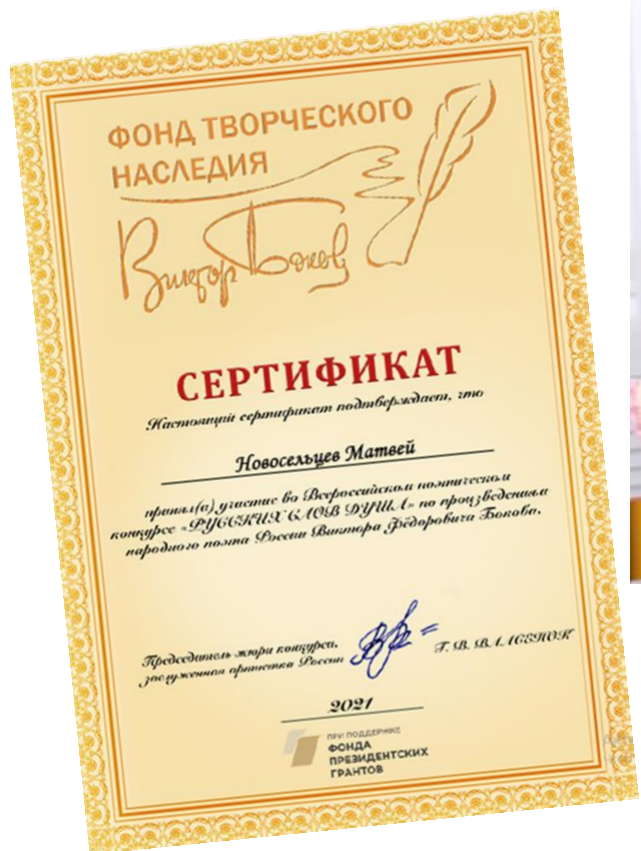 ФОНД ТВОРЧЕСКОГО
НАСЛЕДИЯ
Виктор Боков
СЕРТИФИКАТ
Настоящий сертификат подтверждает, что
Новосельцев Матвей
принял(а) участие во Всероссийском поэтическом
конкурсе «РУССКИХ СЛОВ ДУША» по произведениям
народного поэта России Виктора Фёдоровича Бокова.
Председатель жюри конкурса,
заслуженная артистка России
2021
ПРИ ПОДДЕРЖКЕ
ФОНДА
ПРЕЗИДЕНТСКИХ
ГРАНТОВ